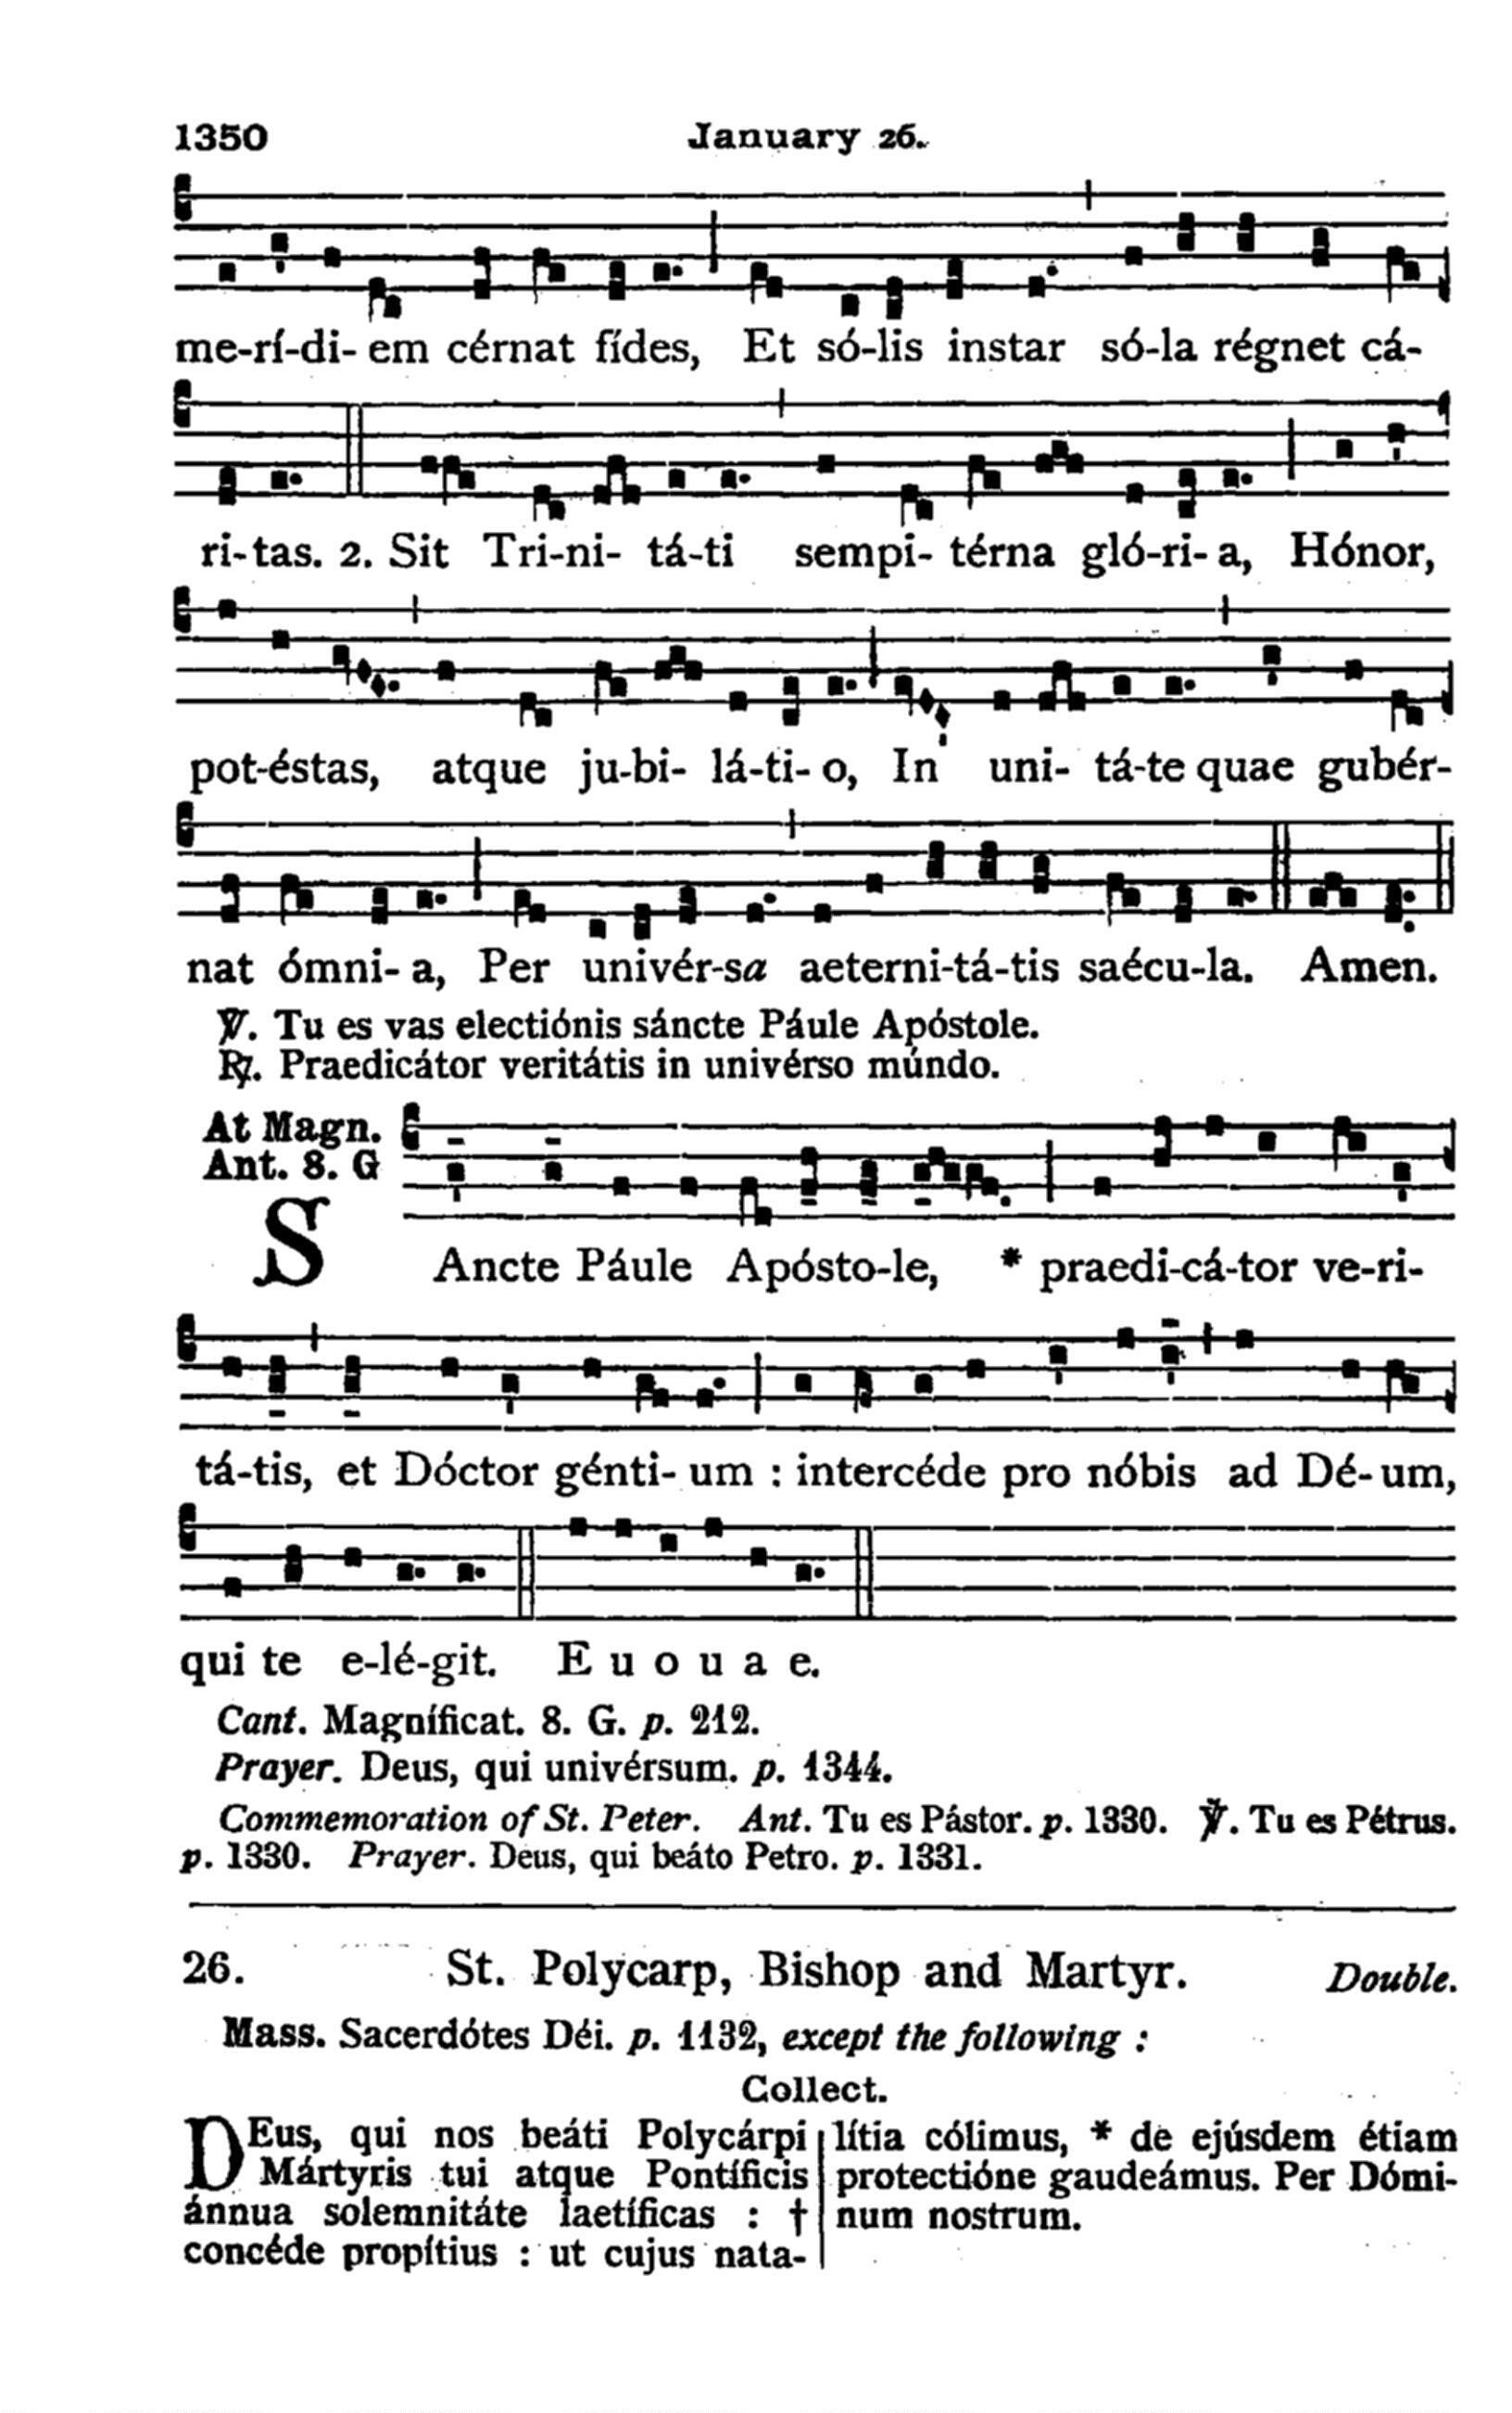 1350 January 26.
me-rí-di- em cérnat fídes, Et só-lis instar só-la régnet cá-
ri-tas. 2. Sit Tri-ni- tá-ti sempi- térna gló-ri- a, Hónor,
pot-éstas, atque ju-bi- lá-ti- o, In uni- tá-te quae gubér-
nat ómni- a, Per univér-sa aeterni-tá-tis saécu-la. Amen.
℣. Tu es vas electiónis sáncte Páule Apóstole.
℟. Praedicátor veritátis in univérso múndo.
At Magn.
Ant. 8. G
SAncte Páule Apósto-le, * praedi-cá-tor ve-ri-
tá-tis, et Dóctor génti- um : intercéde pro nóbis ad Dé- um,
qui te e-lé-git. E u o u a e.
Cant. Magníficat. 8. G. p. 212.
Prayer. Deus, qui univérsum. p. 1344.
Commemoration of St. Peter. Ant. Tu es Pástor. p. 1330. ℣. Tu es Pétrus.
p. 1330. Prayer. Deus, qui beáto Petro. p. 1331.
26. St. Polycarp, Bishop and Martyr. Double.
Mass. Sacerdótes Déi. p. 1132, except the following :
Collect.
DEus, qui nos beáti Polycárpi
Mártyris tui atque Pontíficis
ánnua solemnitáte laetíficas : †
concéde propítius : ut cujus nata-
lítia cólimus, * de ejúsdem étiam
protectióne gaudeámus. Per Dómi-
num nostrum.